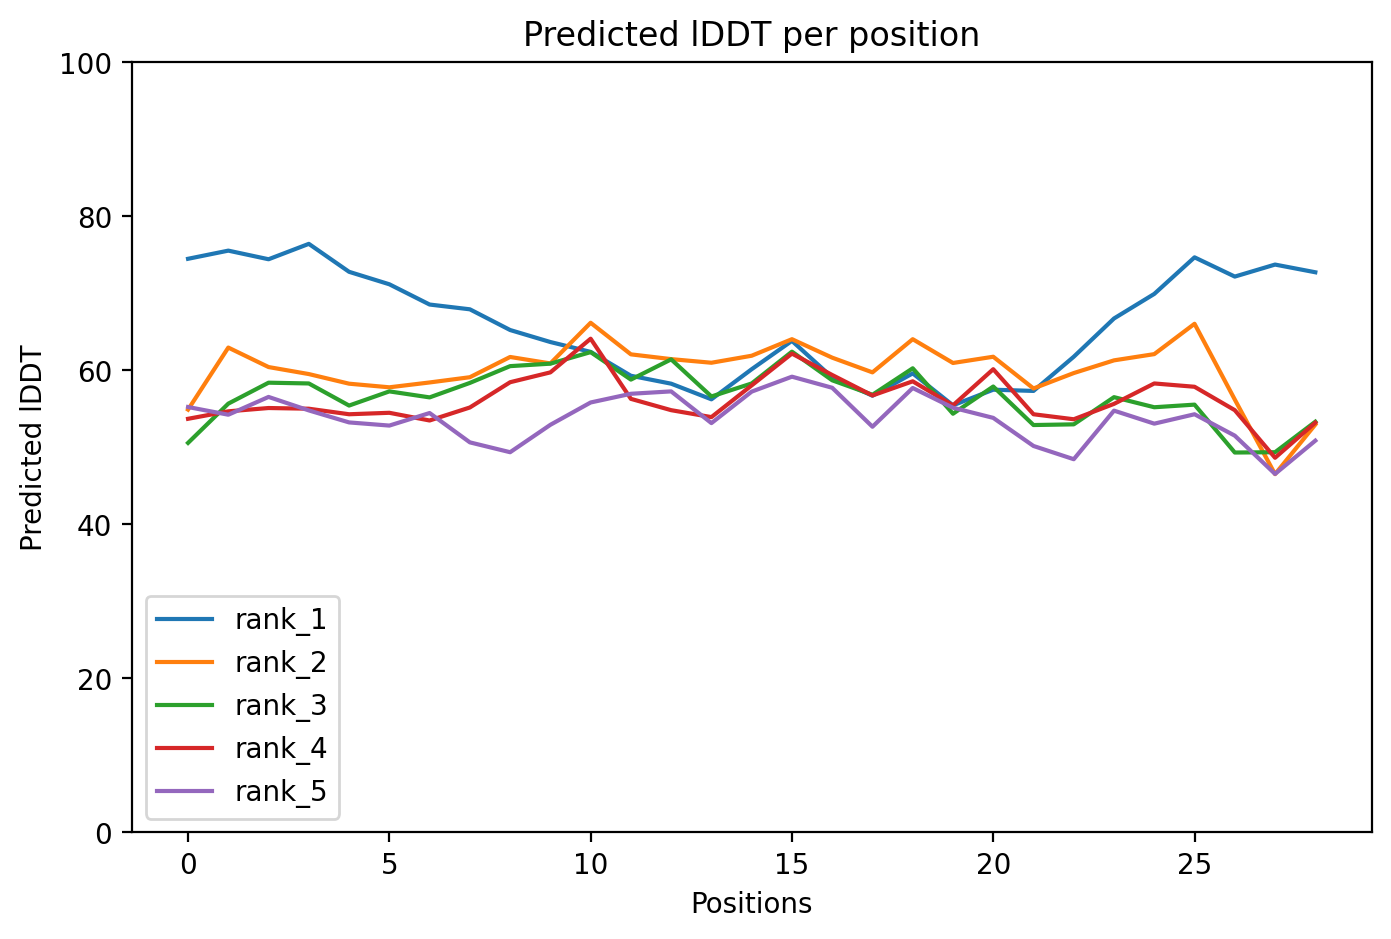 Predicted lDDT per position
100
80
60
40
20
0
Predicted lDDT
rank_1
rank_2
rank_3
rank_4
rank_5
0 5 10 15 20 25
Positions